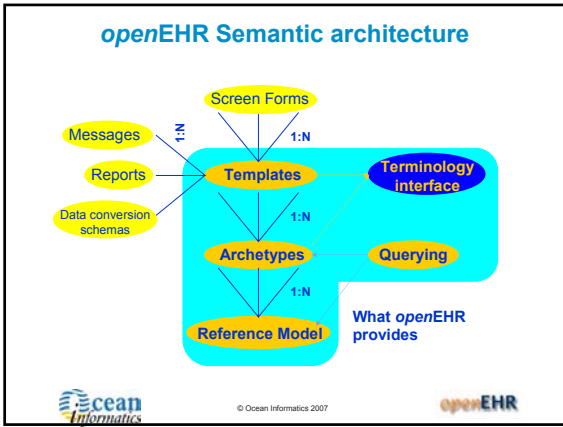 openEHR Semantic architecture
Screen Forms
1:N
1:N
Messages
Reports
Data conversion
schemas
Templates
Terminology
interface
1:N
Archetypes
Querying
1:N
Reference Model
What openEHR
provides
Ocean
Informatics
© Ocean Informatics 2007
openEHR